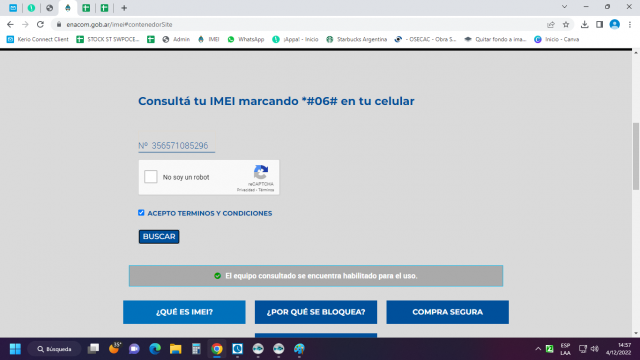 enacom.gob.ar/imei#contenedorSite
Kerio Connect Client
STOCK ST SWPOCE...
Admin
IMEI
WhatsApp
¡Appa! - Inicio
Starbucks Argentina
- OSECAC - Obra S...
Quitar fondo a ima...
Inicio - Canva
Consultá tu IMEI marcando *#06# en tu celular
Nº 356571085296
No soy un robot
reCAPTCHA
Privacidad - Términos
ACEPTO TERMINOS Y CONDICIONES
BUSCAR
El equipo consultado se encuentra habilitado para el uso.
¿QUÉ ES IMEI?
¿POR QUÉ SE BLOQUEA?
COMPRA SEGURA
Búsqueda
35°
ESP
LAA
14:57
4/12/2022